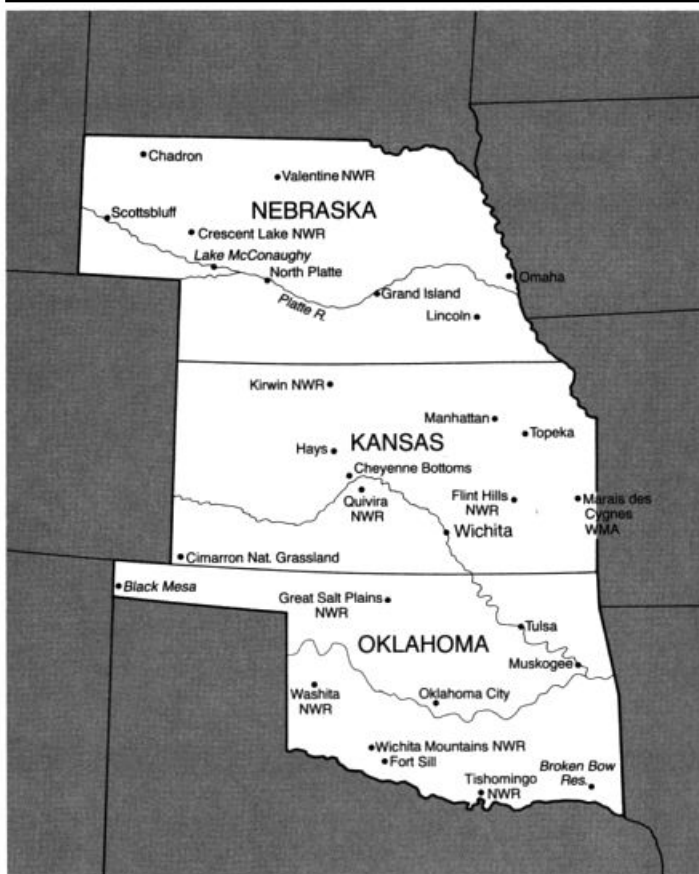 Chadron
Valentine NWR
NEBRASKA
Scottsbluff
Crescent Lake NWR
Lake McConaughy
North Platte
Omaha
Platte R.
Grand Island
Lincoln
Kirwin NWR
Manhattan
Topeka
Hays
KANSAS
Cheyenne Bottoms
Quivira
NWR
Flint Hills
NWR
Marais des
Cygnes
WMA
Wichita
Cimarron Nat. Grassland
Black Mesa
Great Salt Plains
NWR
Tulsa
OKLAHOMA
Muskogee
Washita
NWR
Oklahoma City
Wichita Mountains NWR
Fort Sill
Broken Bow
Res.
Tishomingo
NWR